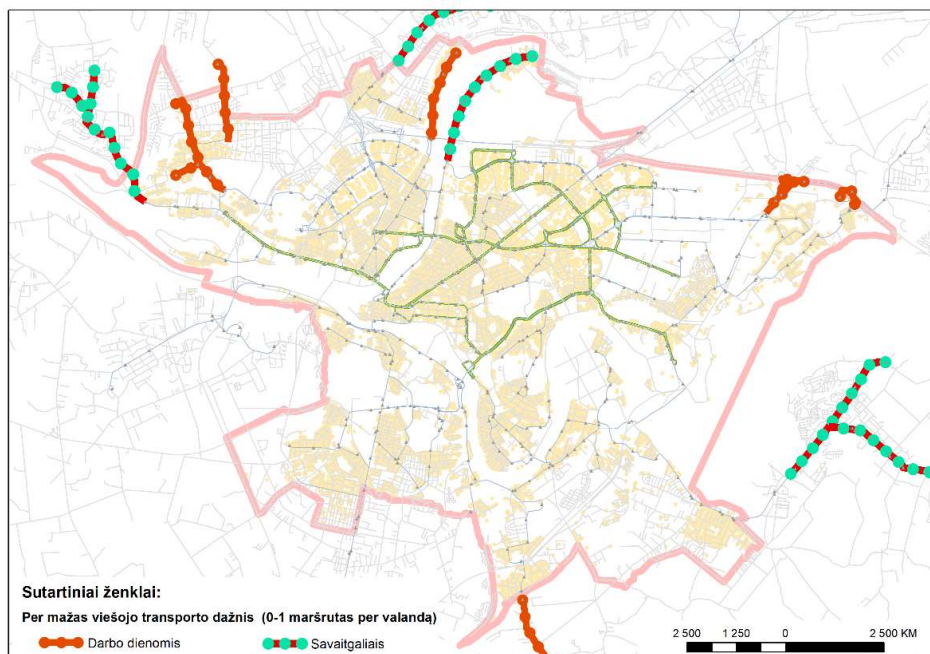 Sutartiniai ženklai:
Per mažas viešojo transporto dažnis (0-1 maršrutas per valandą)
Darbo dienomis
Savaitgaliais
2 500 1 250 0 2 500 KM